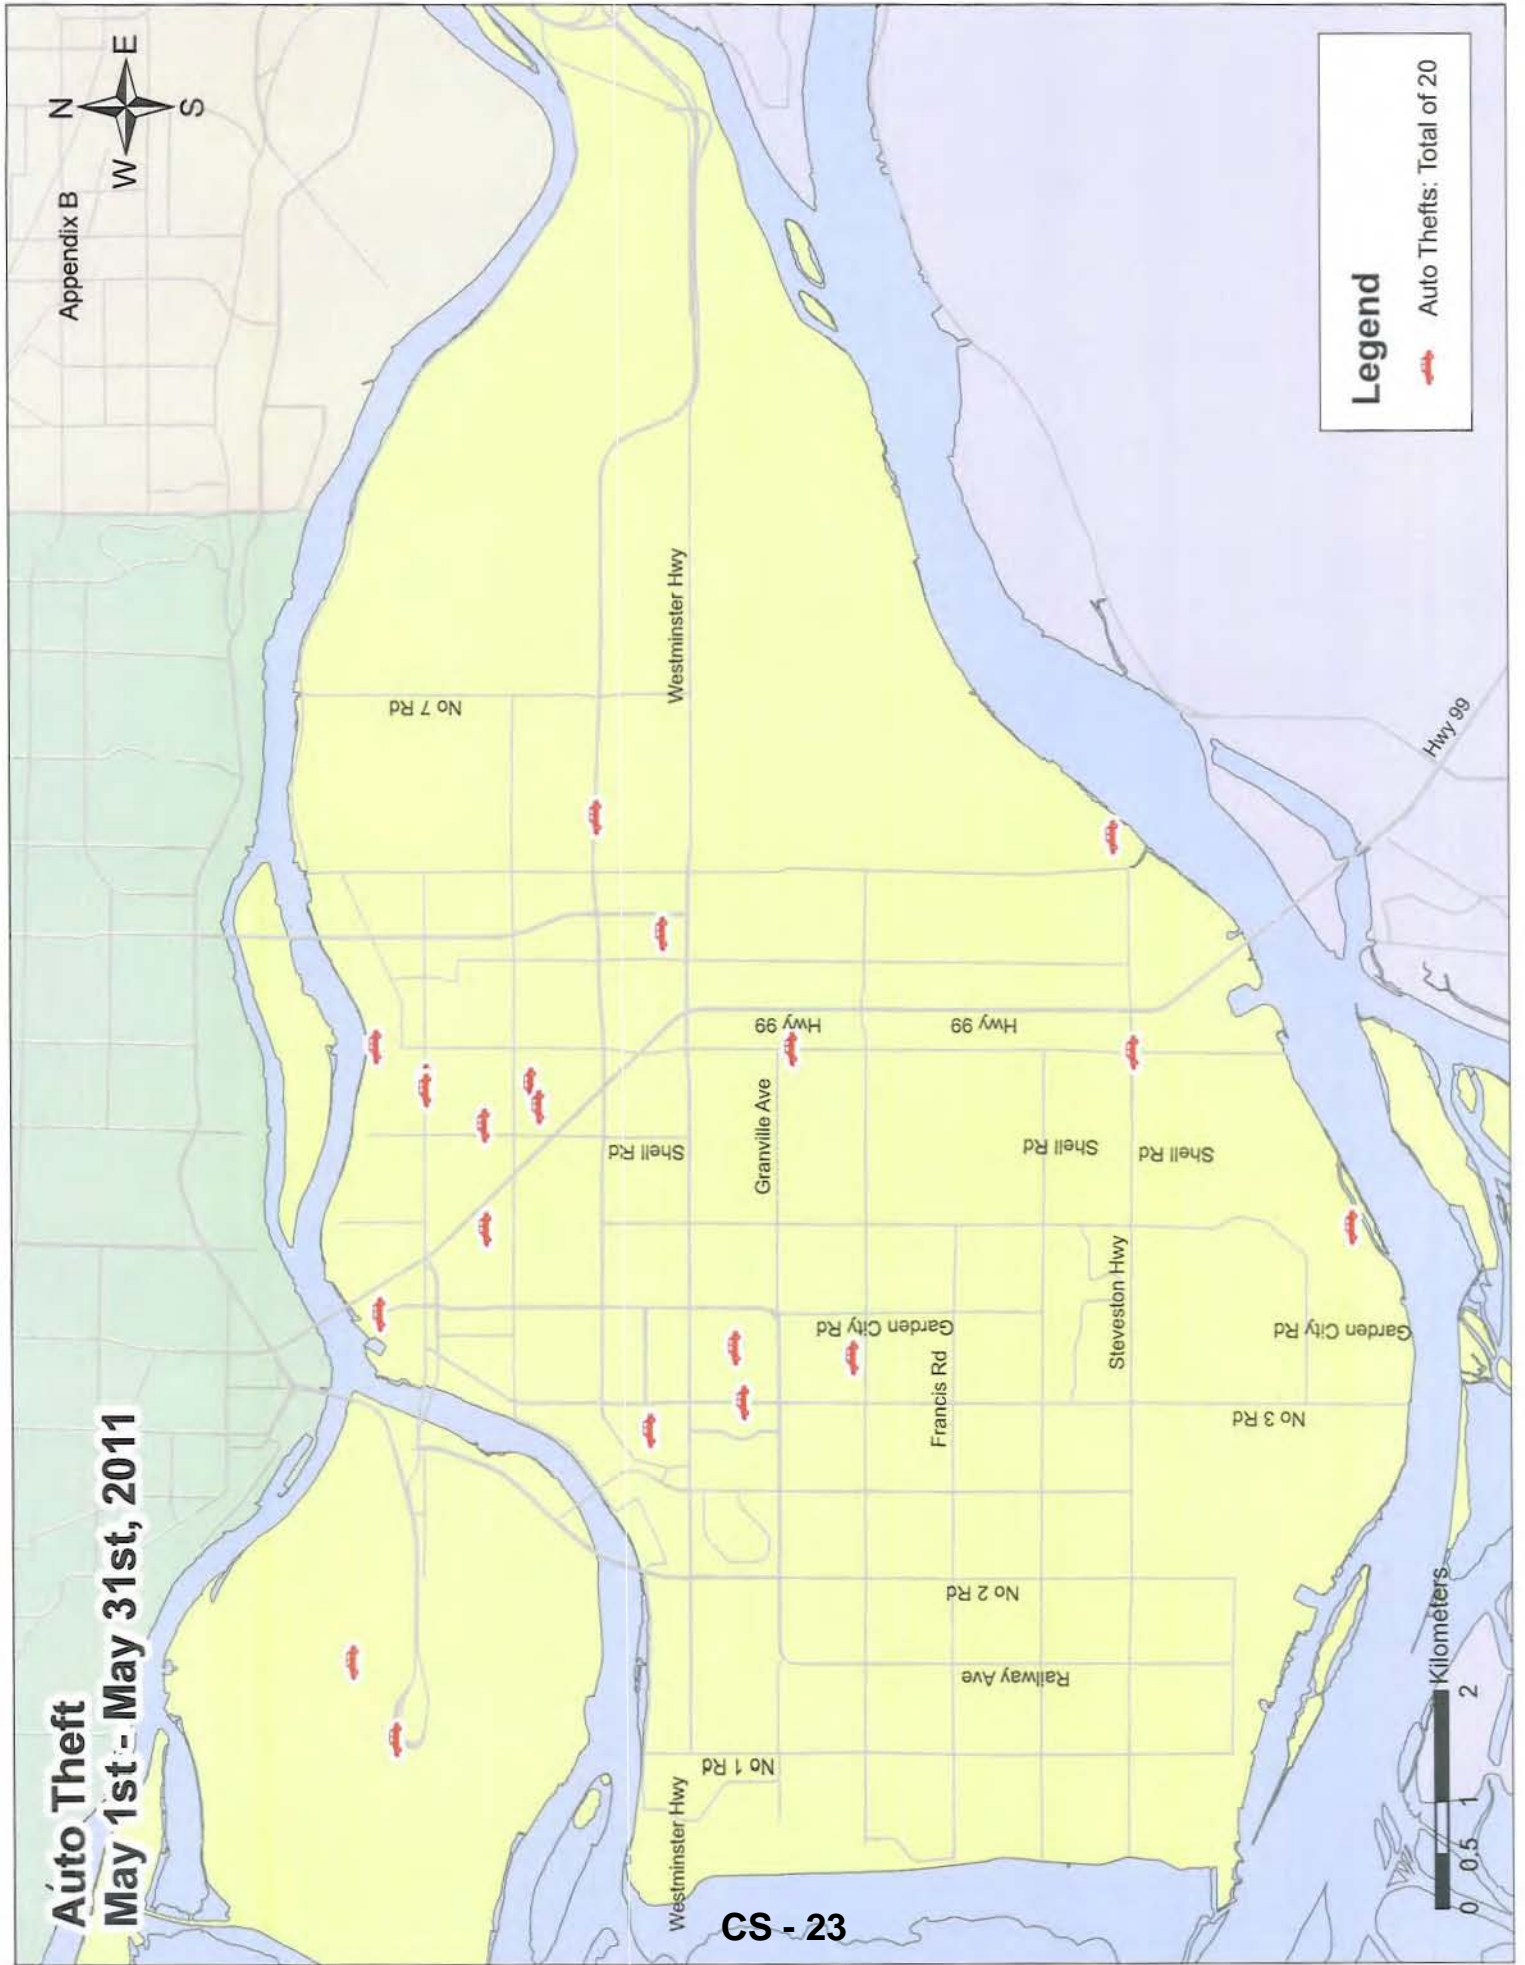 Auto Theft
May 1st - May 31st, 2011
Appendix B
N
W
E
S
No 7 Rd
Westminster Hwy
Hwy 99
Hwy 99
Shell Rd
Granville Ave
Shell Rd
Shell Rd
Garden City Rd
Steveston Hwy
Garden City Rd
Francis Rd
No 3 Rd
No 2 Rd
Railway Ave
No 1 Rd
Westminster Hwy
Hwy 99
Legend
Auto Thefts: Total of 20
Kilometers
0 0.5 1 2
CS - 23